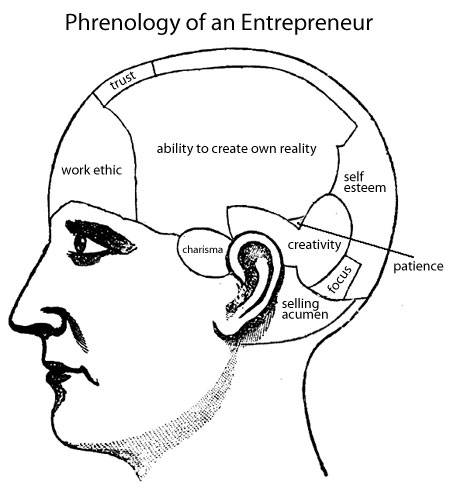 Phrenology of an Entrepreneur
trust
ability to create own reality
work ethic
self
esteem
charisma
creativity
patience
focus
selling
acumen